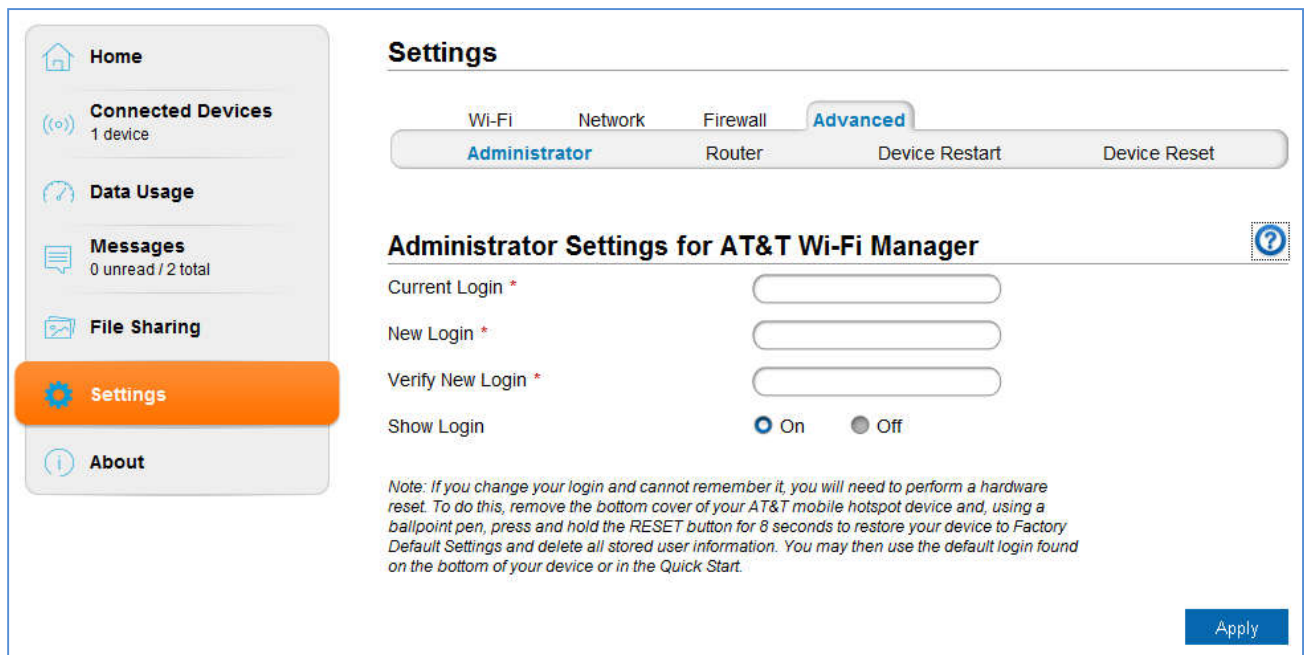 Home
Connected Devices
1 device
Data Usage
Messages
0 unread / 2 total
File Sharing
Settings
About
Settings
Wi-Fi Network Firewall Advanced
Administrator Router Device Restart Device Reset
Administrator Settings for AT&T Wi-Fi Manager ?
Current Login *
New Login *
Verify New Login *
Show Login On Off
Note: If you change your login and cannot remember it, you will need to perform a hardware
reset. To do this, remove the bottom cover of your AT&T mobile hotspot device and, using a
ballpoint pen, press and hold the RESET button for 8 seconds to restore your device to Factory
Default Settings and delete all stored user information. You may then use the default login found
on the bottom of your device or in the Quick Start.
Apply